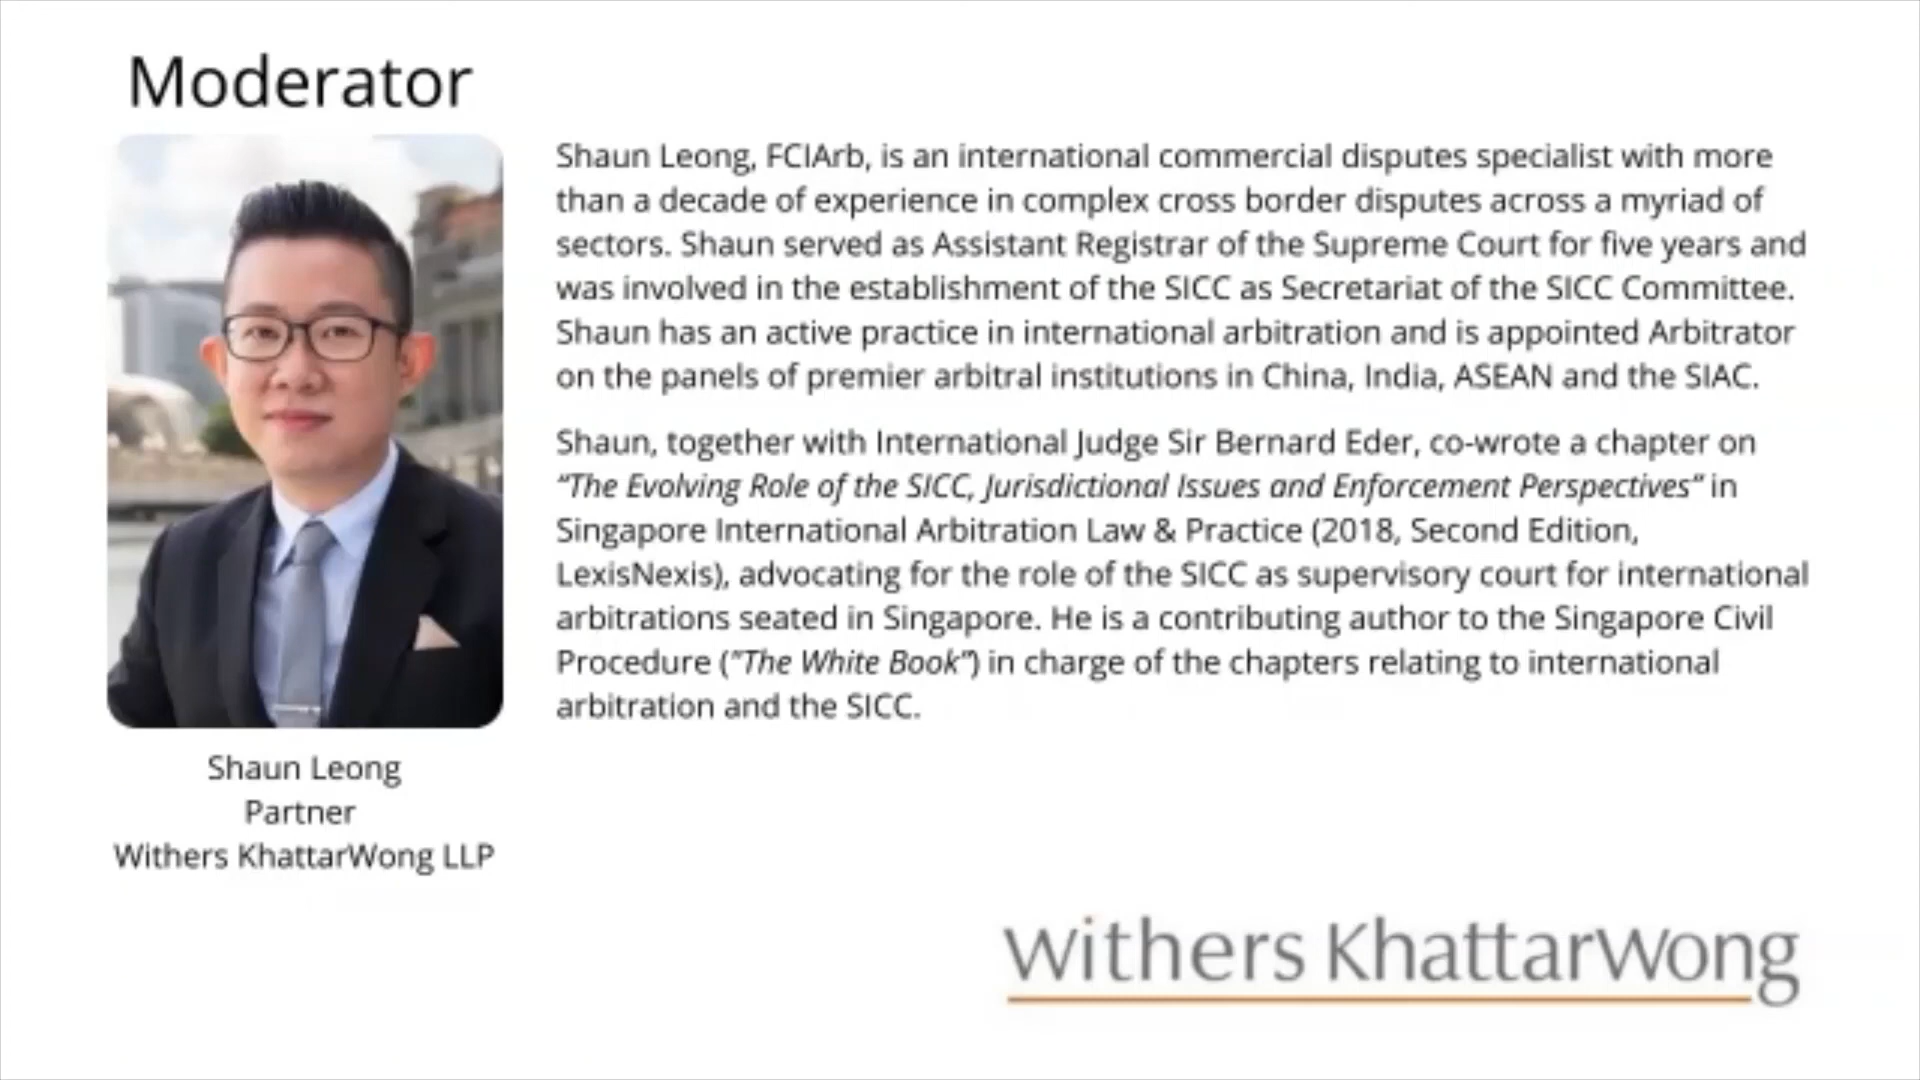 Moderator
Shaun Leong, FCIArb, is an international commercial disputes specialist with more
than a decade of experience in complex cross border disputes across a myriad of
sectors. Shaun served as Assistant Registrar of the Supreme Court for five years and
was involved in the establishment of the SICC as Secretariat of the SICC Committee.
Shaun has an active practice in international arbitration and is appointed Arbitrator
on the panels of premier arbitral institutions in China, India, ASEAN and the SIAC.
Shaun, together with International Judge Sir Bernard Eder, co-wrote a chapter on
“The Evolving Role of the SICC, Jurisdictional Issues and Enforcement Perspectives” in
Singapore International Arbitration Law & Practice (2018, Second Edition,
LexisNexis), advocating for the role of the SICC as supervisory court for international
arbitrations seated in Singapore. He is a contributing author to the Singapore Civil
Procedure (“The White Book”) in charge of the chapters relating to international
arbitration and the SICC.
Shaun Leong
Partner
Withers KhattarWong LLP
Withers KhattarWong